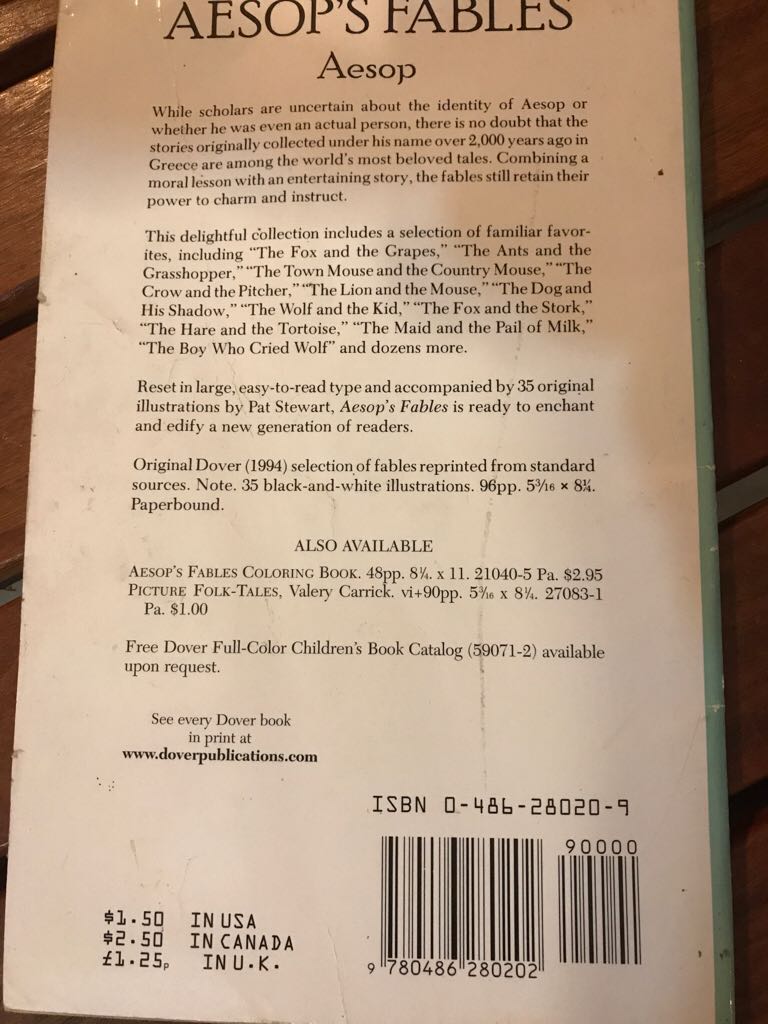 AESOP'S FABLES
Aesop
While scholars are uncertain about the identity of Aesop or
whether he was even an actual person, there is no doubt that the
stories originally collected under his name over 2,000 years ago in
Greece are among the world's most beloved tales. Combining a
moral lesson with an entertaining story, the fables still retain their
power to charm and instruct.
This delightful collection includes a selection of familiar favor-
ites, including "The Fox and the Grapes," "The Ants and the
Grasshopper," "The Town Mouse and the Country Mouse," "The
Crow and the Pitcher," "The Lion and the Mouse," "The Dog and
His Shadow," "The Wolf and the Kid," "The Fox and the Stork,"
"The Hare and the Tortoise," "The Maid and the Pail of Milk,"
"The Boy Who Cried Wolf" and dozens more.
Reset in large, easy-to-read type and accompanied by 35 original
illustrations by Pat Stewart, Aesop's Fables is ready to enchant
and edify a new generation of readers.
Original Dover (1994) selection of fables reprinted from standard
sources. Note. 35 black-and-white illustrations. 96pp. 5³⁄₁₆ × 8¼.
Paperbound.
ALSO AVAILABLE
AESOP'S FABLES COLORING BOOK. 48pp. 8¼. x 11. 21040-5 Pa. $2.95
PICTURE FOLK-TALES, Valery Carrick. vi+90pp. 5³⁄₁₆ x 8¼. 27083-1
Pa. $1.00
Free Dover Full-Color Children's Book Catalog (59071-2) available
upon request.
See every Dover book
in print at
www.doverpublications.com
ISBN 0-486-28020-9
90000
$1.50 IN USA
$2.50 IN CANADA
£1.25p IN U.K.
9 780486 280202